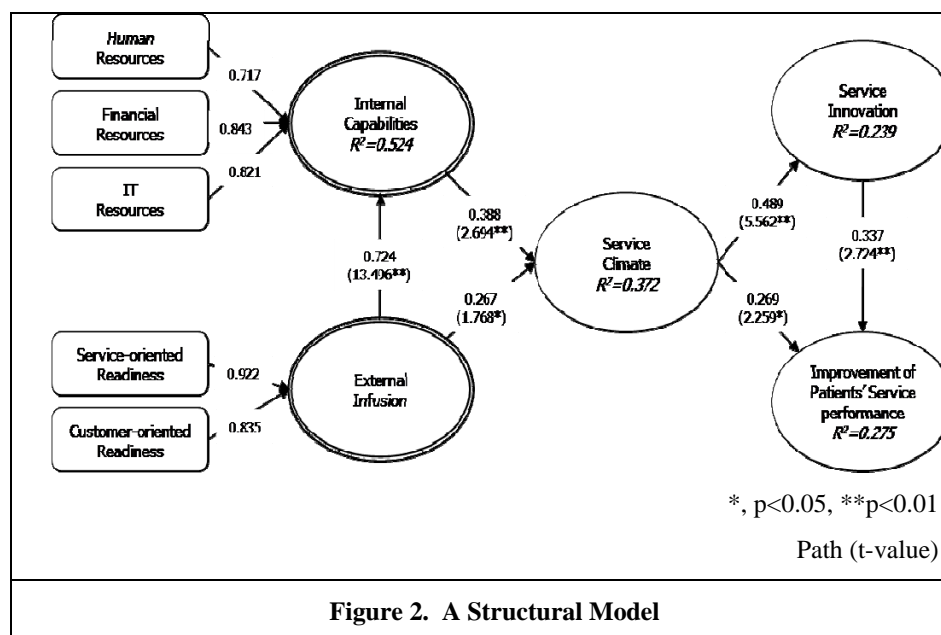 Human
Resources
0.717
Financial
Resources
0.843
IT
Resources
0.821
Internal
Capabilities
R²=0.524
Service
Innovation
R²=0.239
0.388
(2.694**)
0.489
(5.562**)
0.724
(13.496**)
Service
Climate
R²=0.372
0.337
(2.724**)
0.267
(1.768*)
0.269
(2.259*)
Service-oriented
Readiness
0.922
Customer-oriented
Readiness
0.835
External
Infusion
Improvement of
Patients' Service
performance
R²=0.275
*, p<0.05, **p<0.01
Path (t-value)
Figure 2. A Structural Model